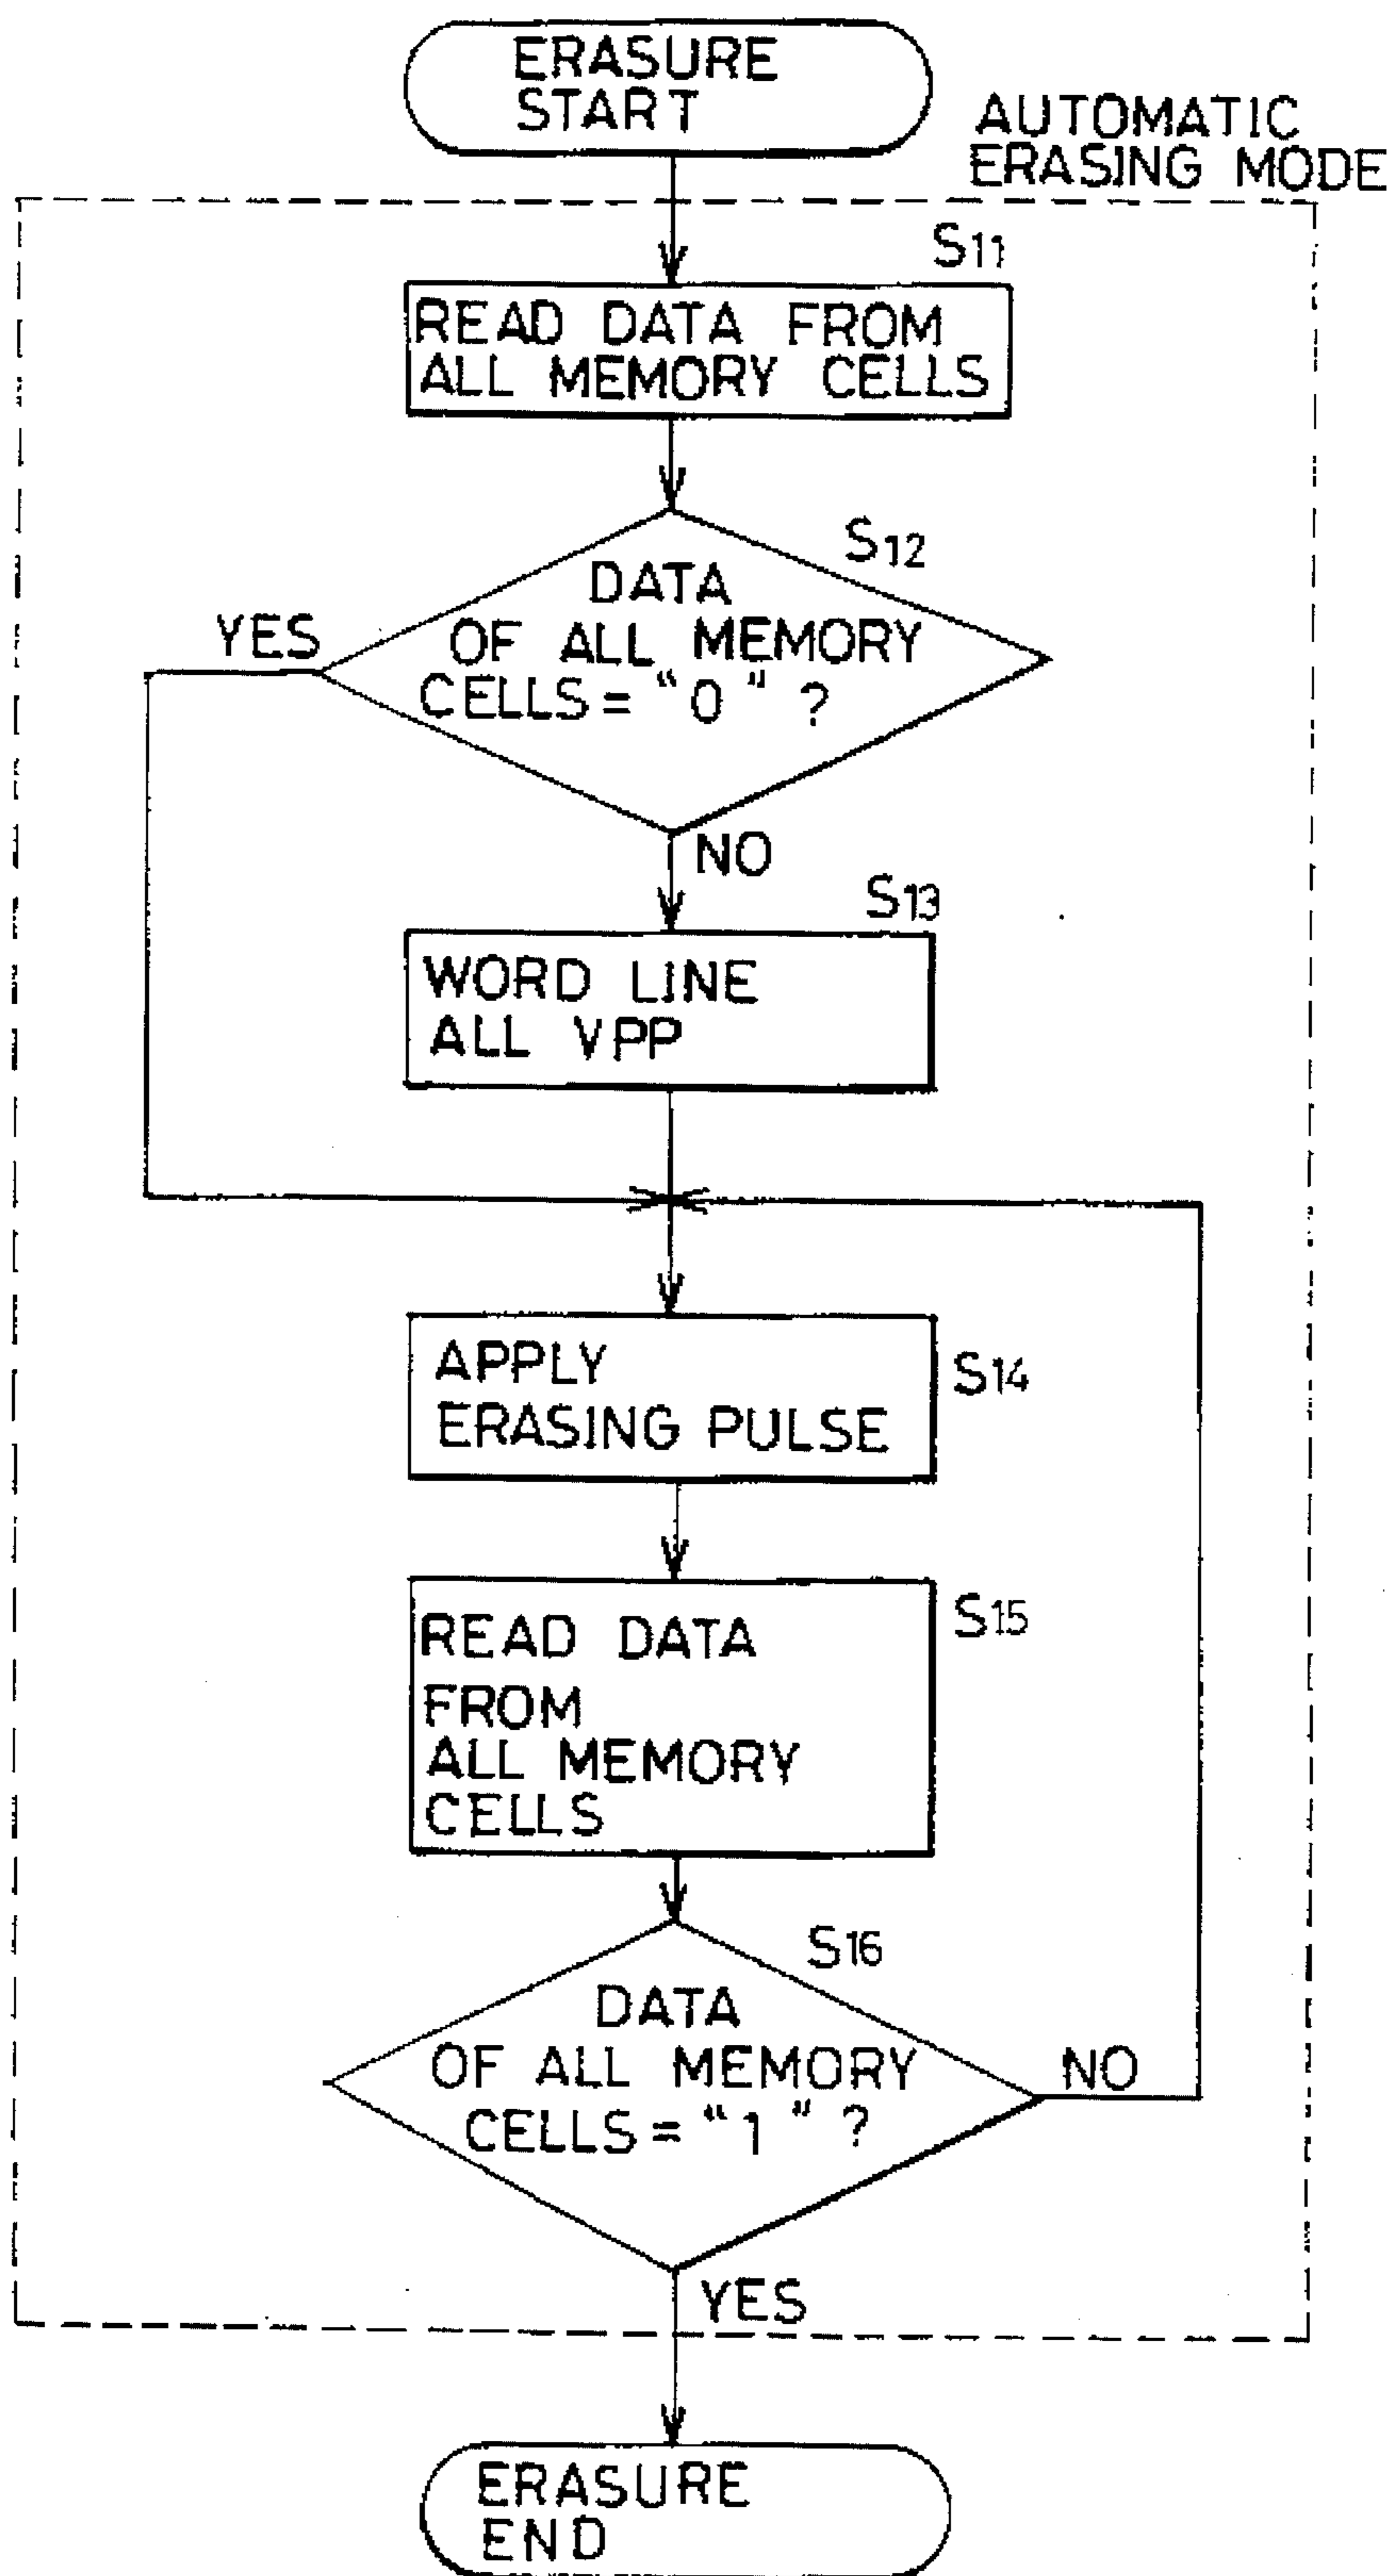 ERASURE
START
AUTOMATIC
ERASING MODE
S11
READ DATA FROM
ALL MEMORY CELLS
S12
DATA
OF ALL MEMORY
CELLS = "0" ?
YES
NO
S13
WORD LINE
ALL VPP
APPLY
ERASING PULSE
S14
READ DATA
FROM
ALL MEMORY
CELLS
S15
S16
DATA
OF ALL MEMORY
CELLS = "1" ?
NO
YES
ERASURE
END